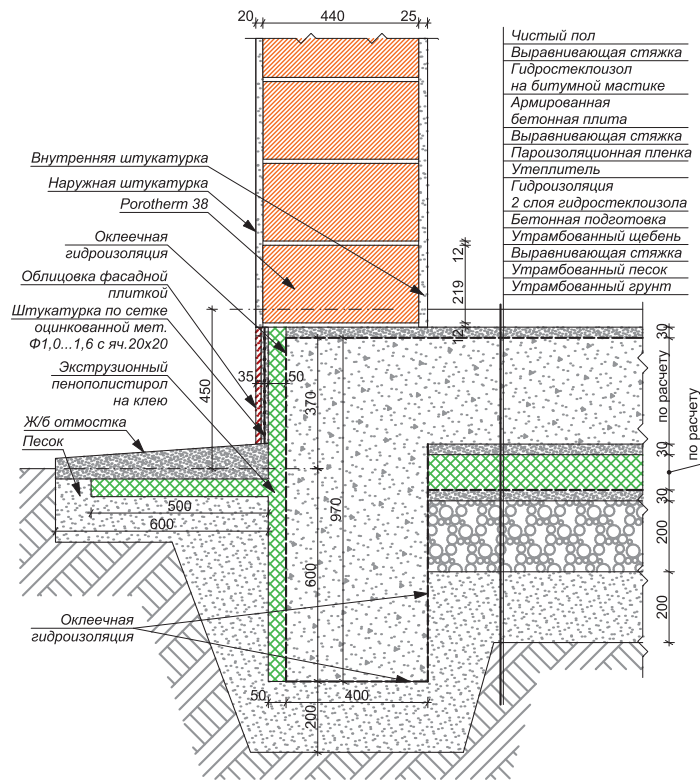 20
440
25
Чистый пол
Выравнивающая стяжка
Гидростеклоизол
на битумной мастике
Армированная
бетонная плита
Выравнивающая стяжка
Пароизоляционная пленка
Утеплитель
Гидроизоляция
2 слоя гидростеклоизола
Бетонная подготовка
Утрамбованный щебень
Выравнивающая стяжка
Утрамбованный песок
Утрамбованный грунт
Внутренняя штукатурка
Наружная штукатурка
Porotherm 38
Оклеечная
гидроизоляция
Облицовка фасадной
плиткой
Штукатурка по сетке
оцинкованной мет.
Ф1,0...1,6 с яч.20х20
Экструзионный
пенополистирол
на клею
Ж/б отмостка
Песок
12
219
12
450
35
50
370
970
600
500
600
30
по расчету
30
30
200
200
по расчету
Оклеечная
гидроизоляция
50
400
200